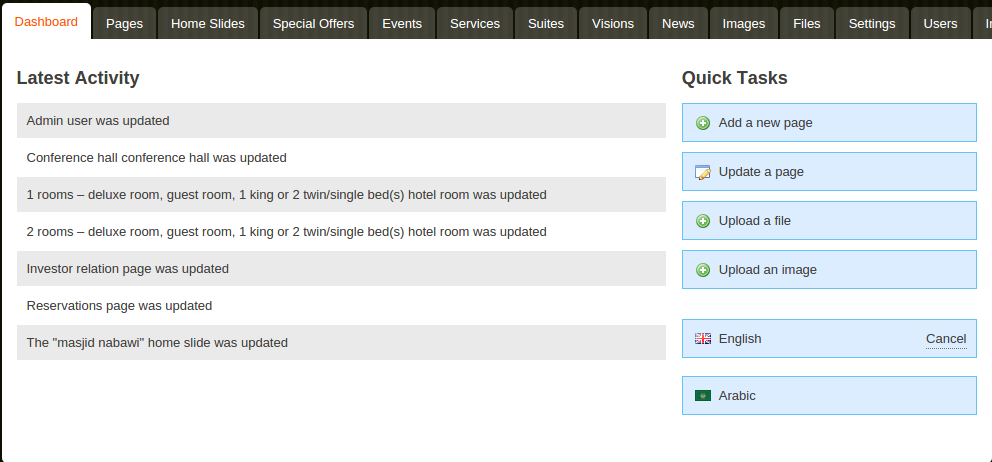 Dashboard Pages Home Slides Special Offers Events Services Suites Visions News Images Files Settings Users
Latest Activity
Admin user was updated
Conference hall conference hall was updated
1 rooms – deluxe room, guest room, 1 king or 2 twin/single bed(s) hotel room was updated
2 rooms – deluxe room, guest room, 1 king or 2 twin/single bed(s) hotel room was updated
Investor relation page was updated
Reservations page was updated
The "masjid nabawi" home slide was updated
Quick Tasks
Add a new page
Update a page
Upload a file
Upload an image
English Cancel
Arabic